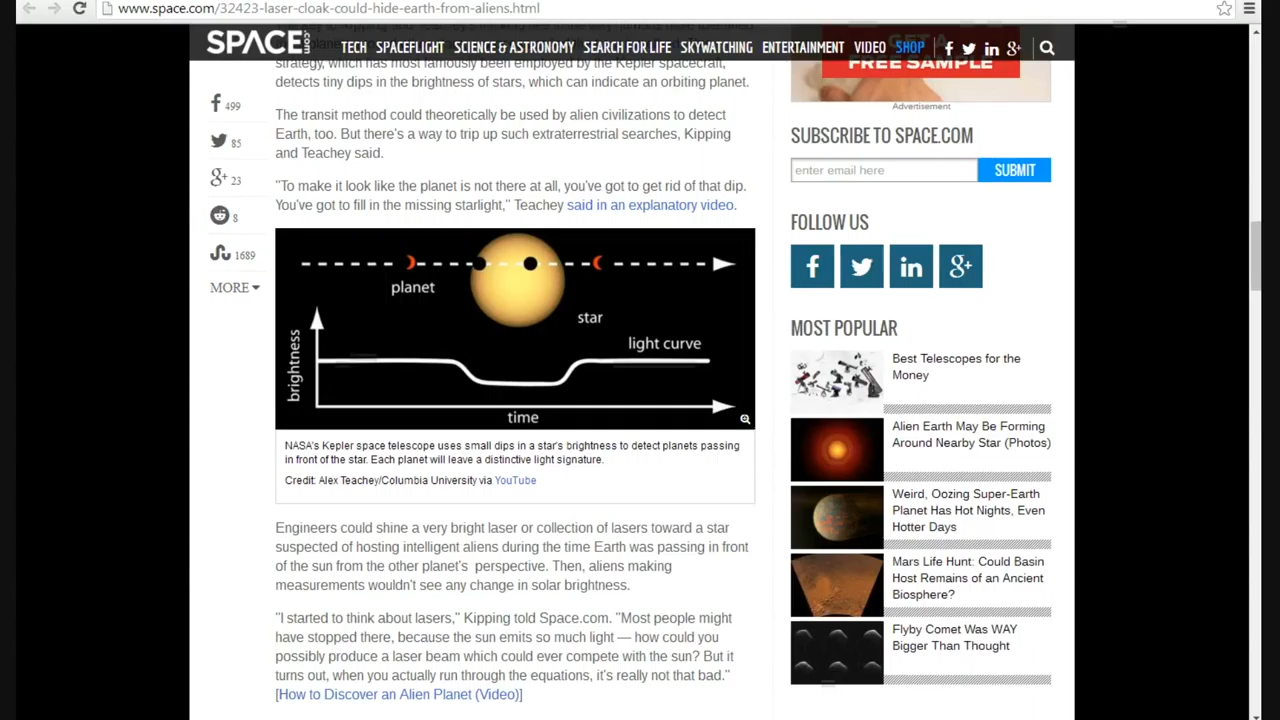 www.space.com/32423-laser-cloak-could-hide-earth-from-aliens.html
SPACE.com
TECH SPACEFLIGHT SCIENCE & ASTRONOMY SEARCH FOR LIFE SKYWATCHING ENTERTAINMENT VIDEO SHOP
strategy, which has most famously been employed by the Kepler spacecraft,
detects tiny dips in the brightness of stars, which can indicate an orbiting planet.
The transit method could theoretically be used by alien civilizations to detect
Earth, too. But there's a way to trip up such extraterrestrial searches, Kipping
and Teachey said.
"To make it look like the planet is not there at all, you've got to get rid of that dip.
You've got to fill in the missing starlight," Teachey said in an explanatory video.
499
85
23
8
1689
MORE
planet
star
light curve
brightness
time
NASA's Kepler space telescope uses small dips in a star's brightness to detect planets passing
in front of the star. Each planet will leave a distinctive light signature.
Credit: Alex Teachey/Columbia University via YouTube
Engineers could shine a very bright laser or collection of lasers toward a star
suspected of hosting intelligent aliens during the time Earth was passing in front
of the sun from the other planet's perspective. Then, aliens making
measurements wouldn't see any change in solar brightness.
"I started to think about lasers," Kipping told Space.com. "Most people might
have stopped there, because the sun emits so much light — how could you
possibly produce a laser beam which could ever compete with the sun? But it
turns out, when you actually run through the equations, it's really not that bad."
[How to Discover an Alien Planet (Video)]
FREE SAMPLE
Advertisement
SUBSCRIBE TO SPACE.COM
enter email here
SUBMIT
FOLLOW US
MOST POPULAR
Best Telescopes for the
Money
Alien Earth May Be Forming
Around Nearby Star (Photos)
Weird, Oozing Super-Earth
Planet Has Hot Nights, Even
Hotter Days
Mars Life Hunt: Could Basin
Host Remains of an Ancient
Biosphere?
Flyby Comet Was WAY
Bigger Than Thought